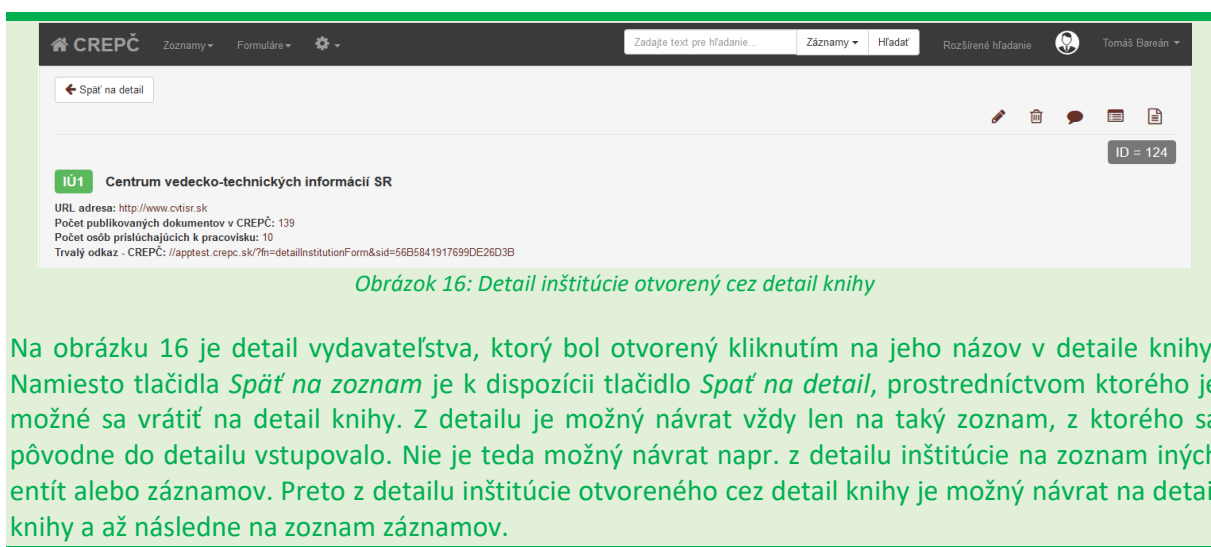 CREPČ Zoznamy Formuláre Zadajte text pre hľadanie... Záznamy Hľadať Rozšírené hľadanie Tomáš Bareán
Späť na detail
ID = 124
IÚ1 Centrum vedecko-technických informácií SR
URL adresa: http://www.cvtisr.sk
Počet publikovaných dokumentov v CREPČ: 139
Počet osôb prislúchajúcich k pracovisku: 10
Trvalý odkaz - CREPČ: //apptest.crepc.sk/?fn=detailInstitutionForm&sid=56B5841917699DE26D3B
Obrázok 16: Detail inštitúcie otvorený cez detail knihy
Na obrázku 16 je detail vydavateľstva, ktorý bol otvorený kliknutím na jeho názov v detaile knihy
Namiesto tlačidla Späť na zoznam je k dispozícii tlačidlo Spať na detail, prostredníctvom ktorého je
možné sa vrátiť na detail knihy. Z detailu je možný návrat vždy len na taký zoznam, z ktorého sa
pôvodne do detailu vstupovalo. Nie je teda možný návrat napr. z detailu inštitúcie na zoznam iných
entít alebo záznamov. Preto z detailu inštitúcie otvoreného cez detail knihy je možný návrat na detai
knihy a až následne na zoznam záznamov.